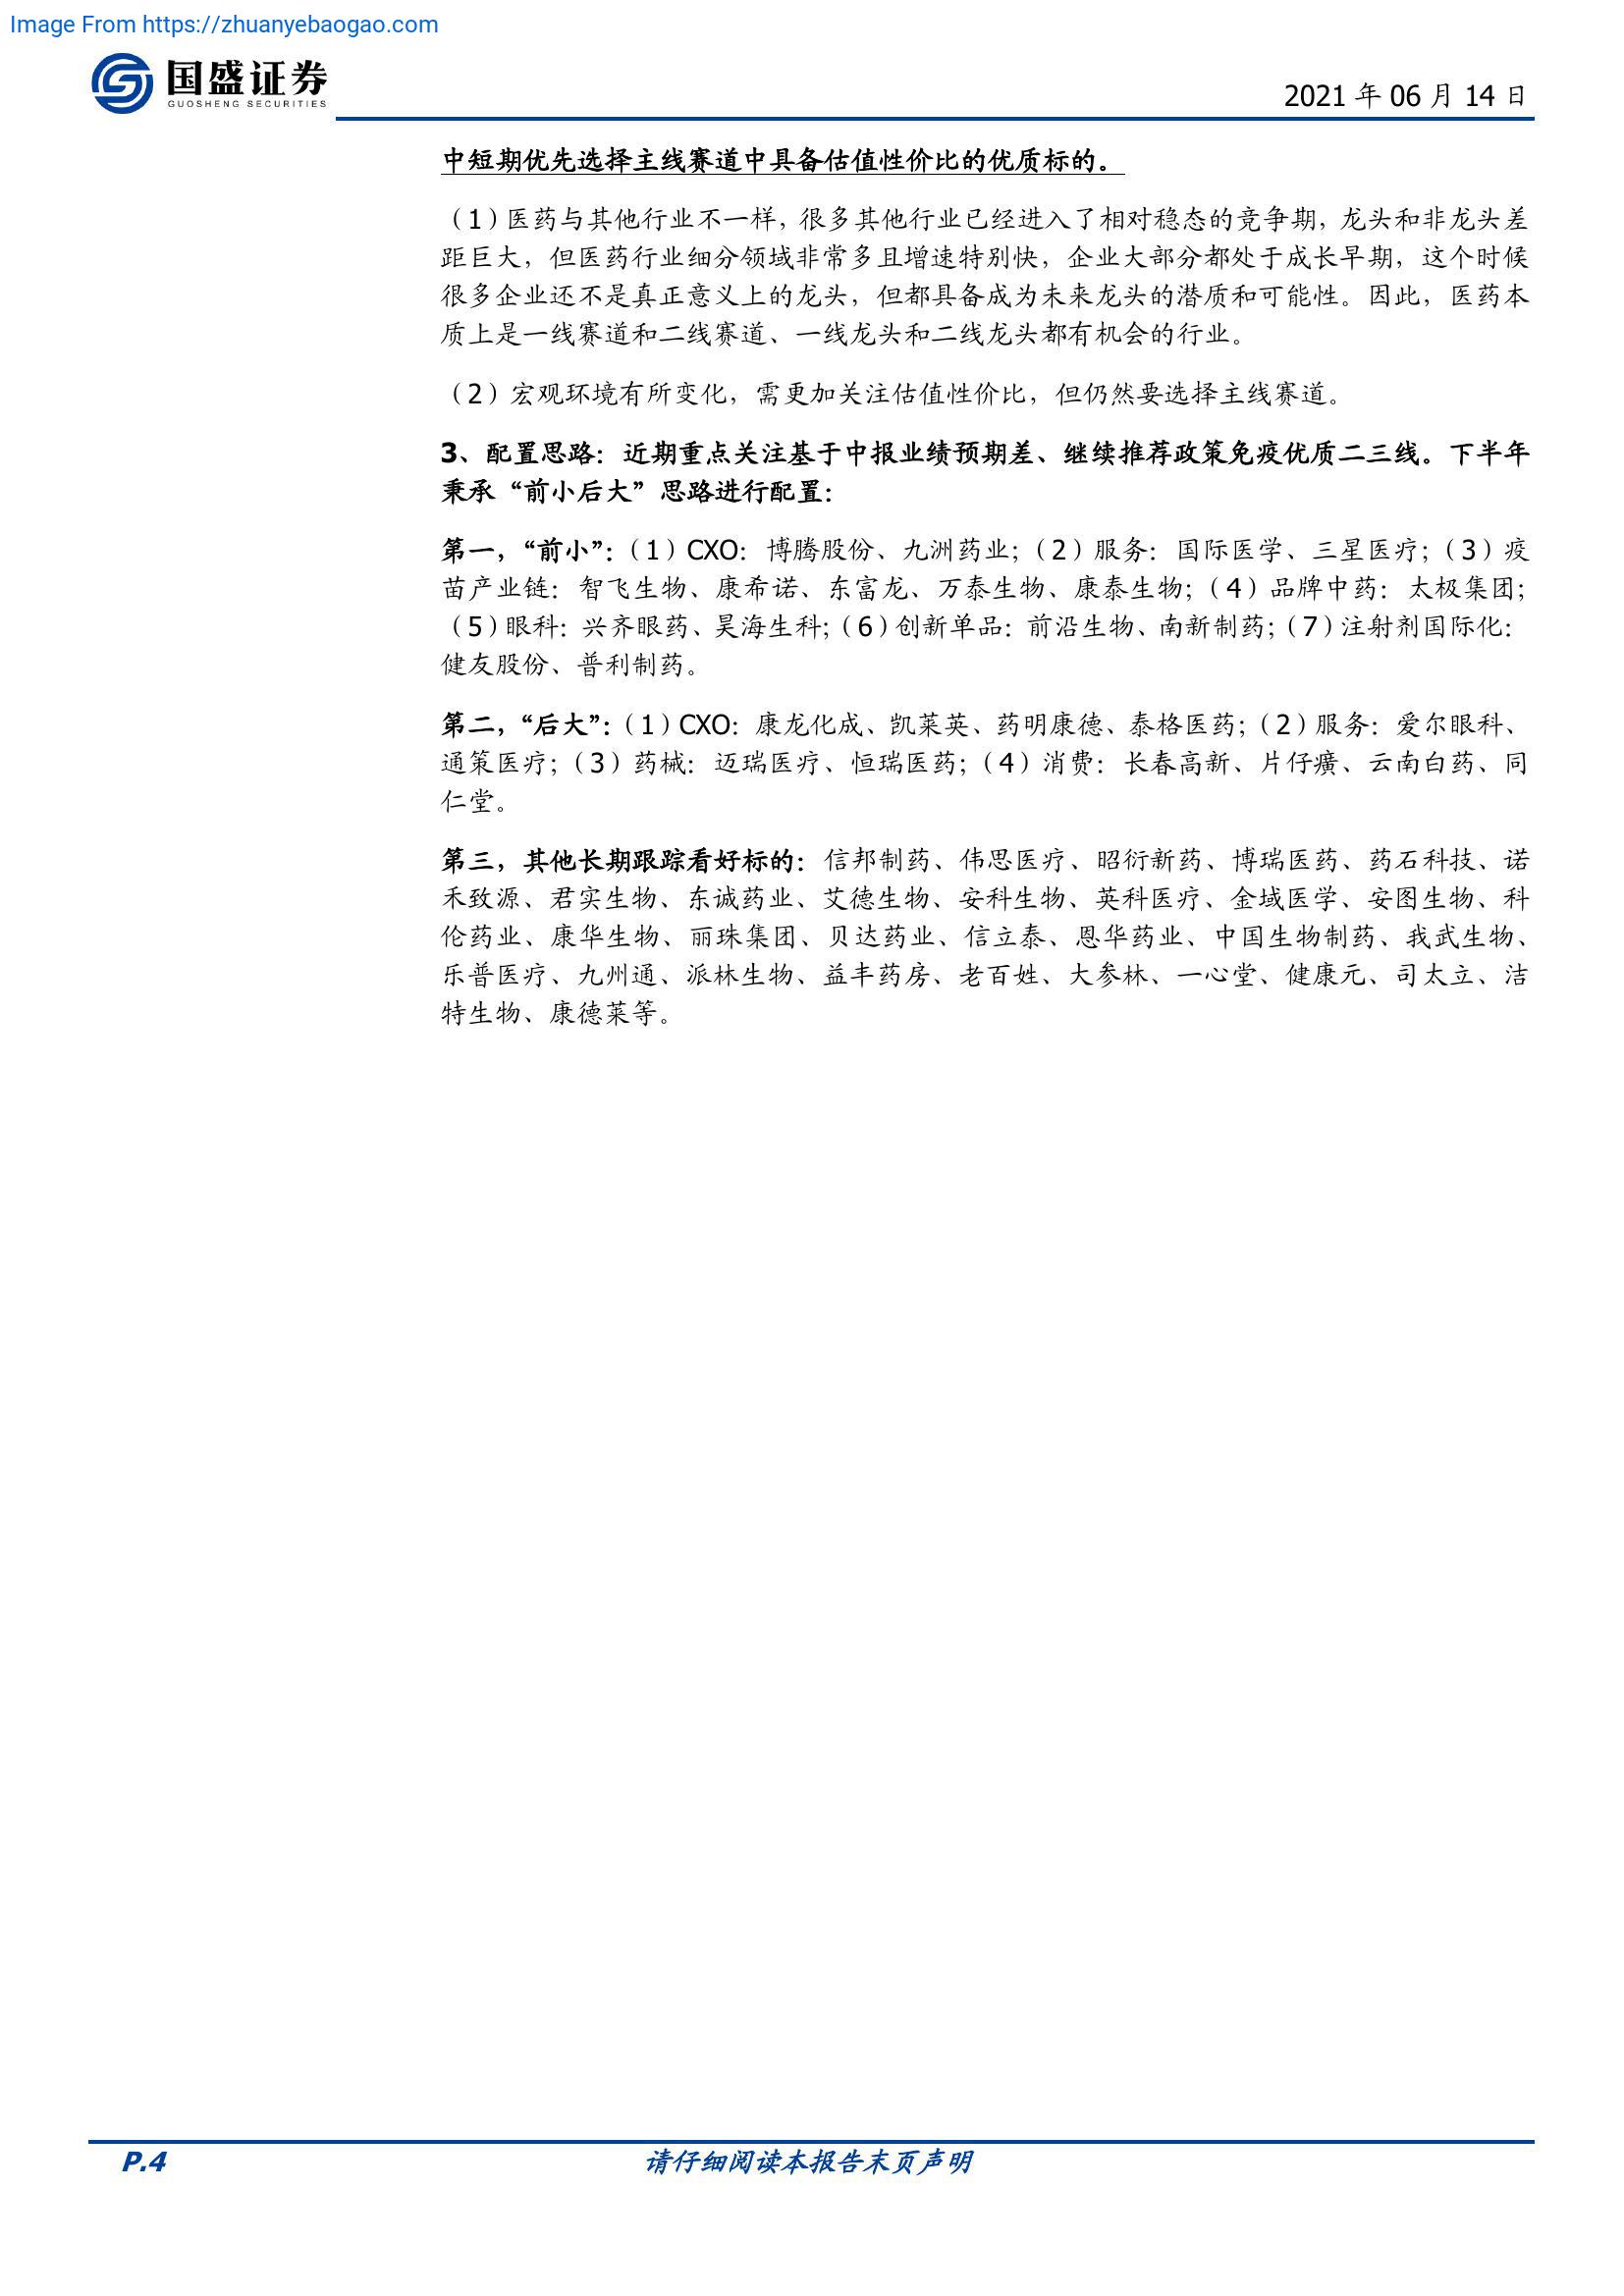 Image From https://zhuanyebaogao.com
国盛证券
GUOSHENG SECURITIES
2021 年 06 月 14 日
中短期优先选择主线赛道中具备估值性价比的优质标的。
（1）医药与其他行业不一样，很多其他行业已经进入了相对稳态的竞争期，龙头和非龙头差
距巨大，但医药行业细分领域非常多且增速特别快，企业大部分都处于成长早期，这个时候
很多企业还不是真正意义上的龙头，但都具备成为未来龙头的潜质和可能性。因此，医药本
质上是一线赛道和二线赛道、一线龙头和二线龙头都有机会的行业。
（2）宏观环境有所变化，需更加关注估值性价比，但仍然要选择主线赛道。
3、配置思路：近期重点关注基于中报业绩预期差、继续推荐政策免疫优质二三线。下半年
秉承“前小后大”思路进行配置：
第一，“前小”：（1）CXO：博腾股份、九洲药业；（2）服务：国际医学、三星医疗；（3）疫
苗产业链：智飞生物、康希诺、东富龙、万泰生物、康泰生物；（4）品牌中药：太极集团；
（5）眼科：兴齐眼药、昊海生科；（6）创新单品：前沿生物、南新制药；（7）注射剂国际化：
健友股份、普利制药。
第二，“后大”：（1）CXO：康龙化成、凯莱英、药明康德、泰格医药；（2）服务：爱尔眼科、
通策医疗；（3）药械：迈瑞医疗、恒瑞医药；（4）消费：长春高新、片仔癀、云南白药、同
仁堂。
第三，其他长期跟踪看好标的：信邦制药、伟思医疗、昭衍新药、博瑞医药、药石科技、诺
禾致源、君实生物、东诚药业、艾德生物、安科生物、英科医疗、金域医学、安图生物、科
伦药业、康华生物、丽珠集团、贝达药业、信立泰、恩华药业、中国生物制药、我武生物、
乐普医疗、九州通、派林生物、益丰药房、老百姓、大参林、一心堂、健康元、司太立、洁
特生物、康德莱等。
P.4
请仔细阅读本报告末页声明